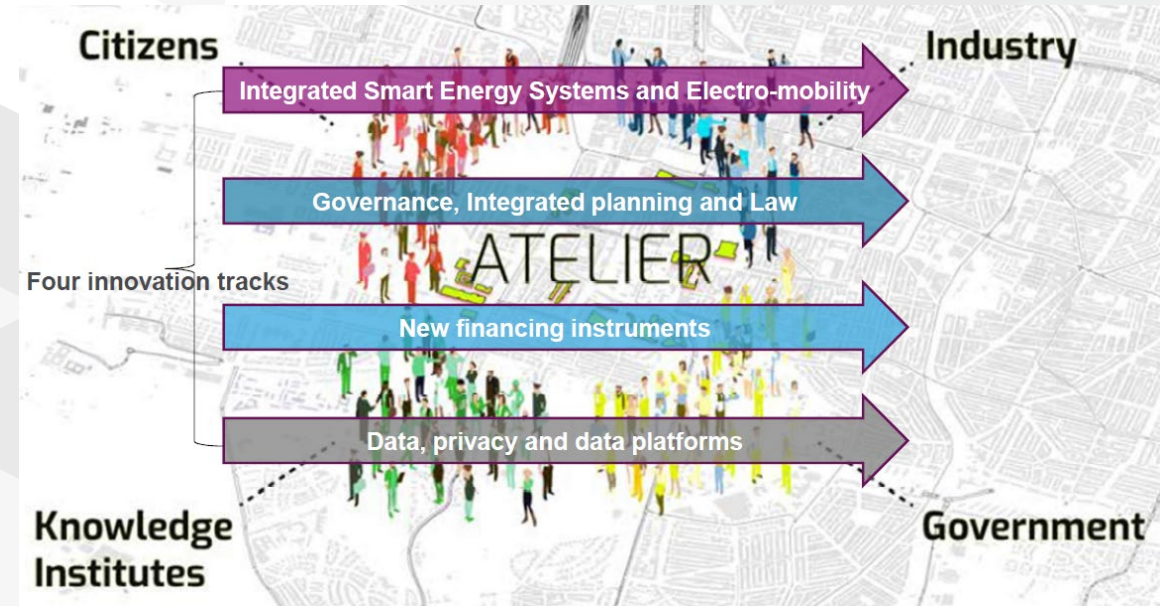 Citizens
Industry
Integrated Smart Energy Systems and Electro-mobility
Governance, Integrated planning and Law
ATELIER
Four innovation tracks
New financing instruments
Data, privacy and data platforms
Knowledge
Institutes
Government